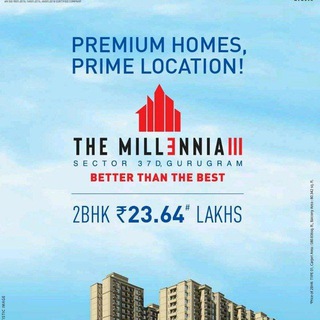 PREMIUM HOMES,
PRIME LOCATION!
THE MILLENNIA III
SECTOR 37D, GURUGRAM
BETTER THAN THE BEST
2BHK ₹23.64# LAKHS